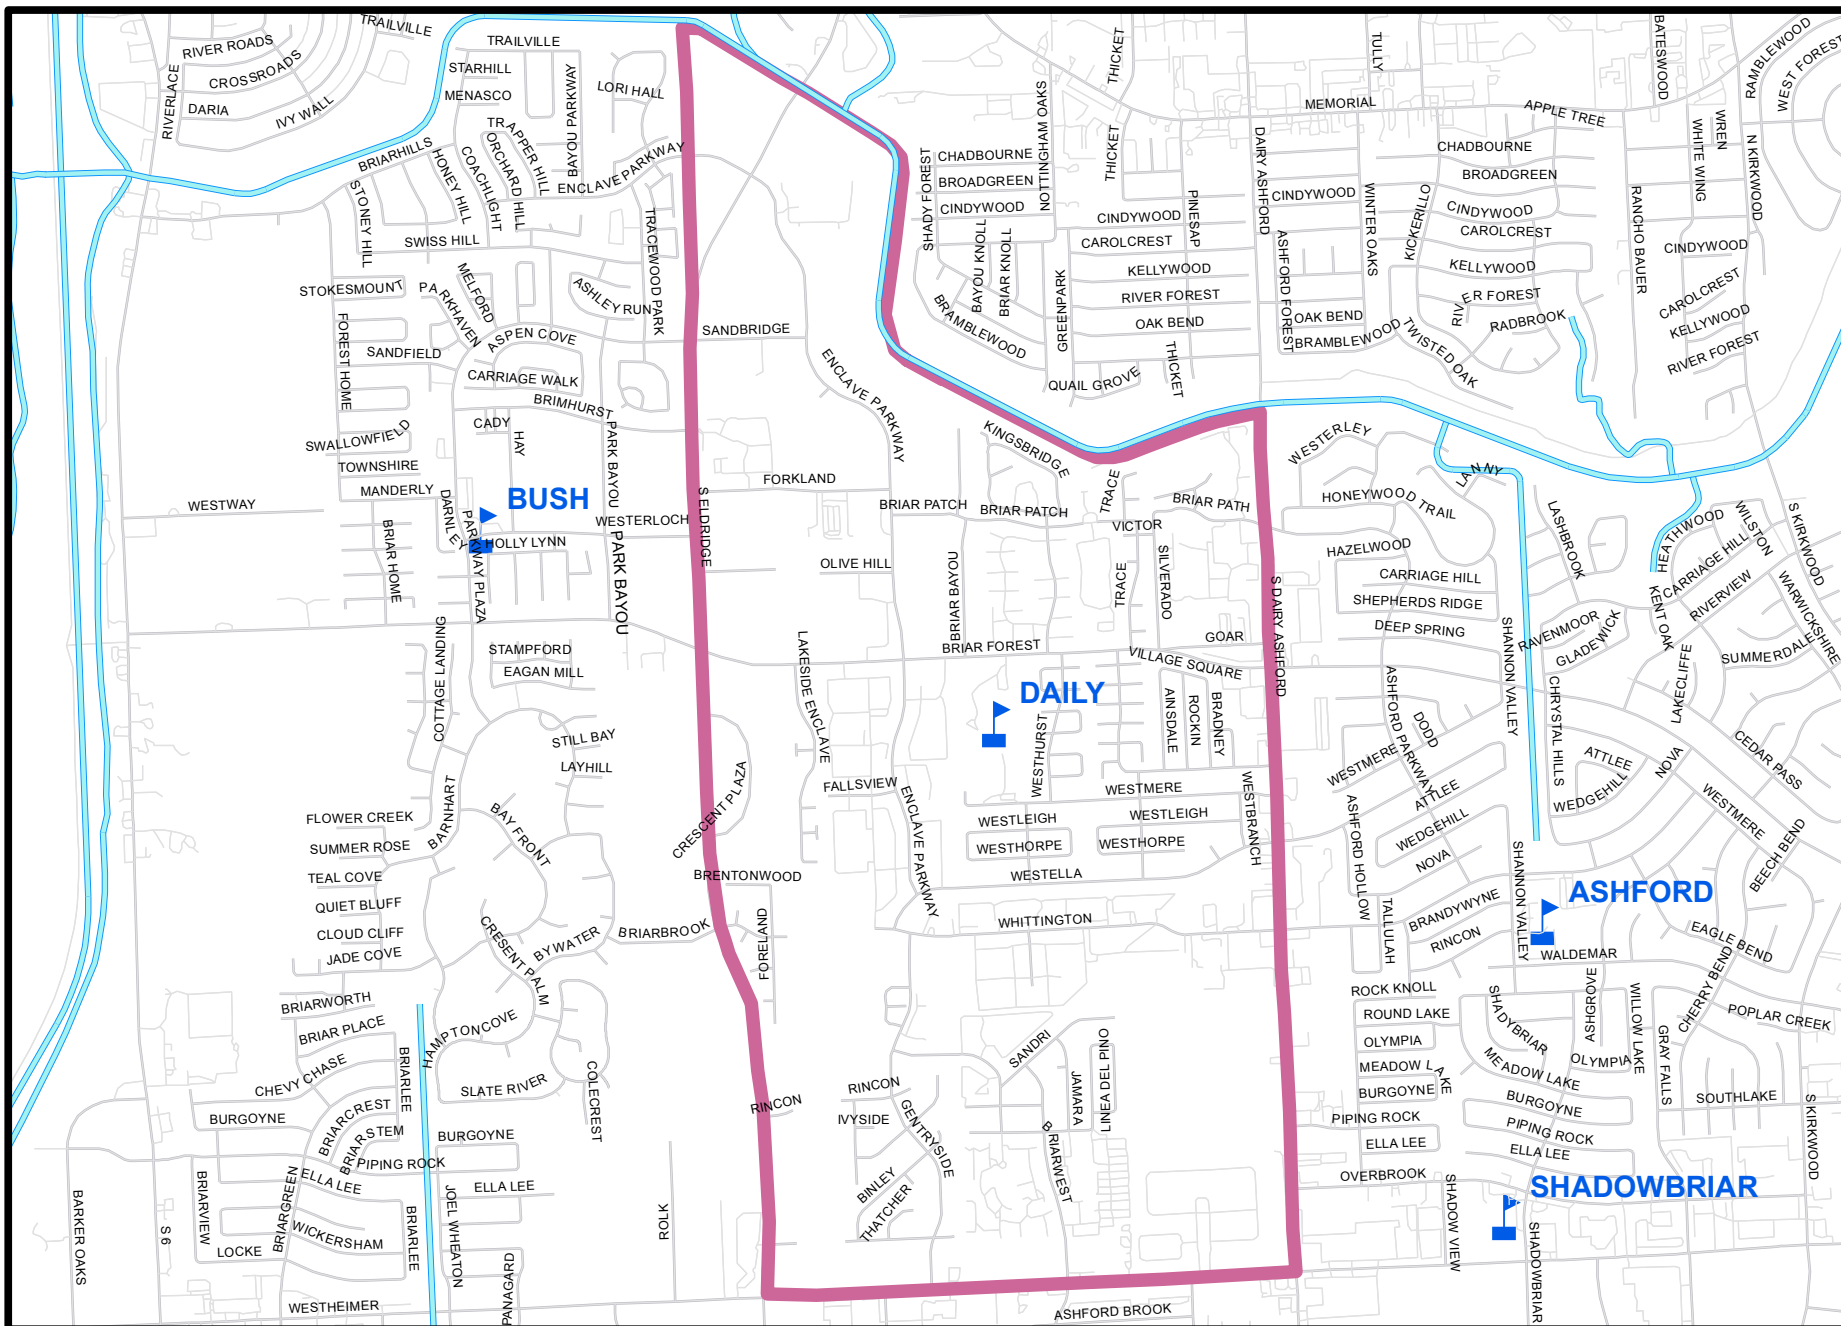 TRAILVILLE
RIVER ROADS
CROSSROADS
DARIA
IVY WALL
RIVERLACE
TRAILVILLE
STARHILL
MENASCO
TRAPPER HILL
ORCHARD HILL
COACHLIGHT
HONEY HILL
BRIARHILLS
BAYOU PARKWAY
LORI HALL
ENCLAVE PARKWAY
STONEY HILL
SWISS HILL
TRACEWOOD PARK
STOKESMOUNT
PARKHAVEN
MELFORD
ASHLEY RUN
ASPEN COVE
SANDFIELD
FOREST HOME
CARRIAGE WALK
BRIMHURST
CADY
HAY
SWALLOWFIELD
TOWNSHIRE
MANDERLY
DARNLEY
WESTWAY
BUSH
HOLLY LYNN
PARKWAY PLAZA
BRIAR HOME
PARK BAYOU
PARK BAYOU
WESTERLOCH
S ELDRIDGE
SANDBRIDGE
ENCLAVE PARKWAY
FORKLAND
OLIVE HILL
BRIAR PATCH
BRIAR PATCH
KINGSBRIDGE
TRACE
BRIAR PATH
VICTOR
TRACE
SILVERADO
BRIAR BAYOU
BRIAR FOREST
GOAR
VILLAGE SQUARE
S DAIRY ASHFORD
THICKET
TULLY
BATESWOOD
RAMBLEWOOD
WEST FOREST
MEMORIAL
APPLE TREE
NOTTINGHAM OAKS
THICKET
DAIRY ASHFORD
CHADBOURNE
BROADGREEN
CINDYWOOD
SHADY FOREST
BAYOU KNOLL
BRIAR KNOLL
BRAMBLEWOOD
GREENPARK
CINDYWOOD
CAROLCREST
PINESAP
KELLYWOOD
RIVER FOREST
OAK BEND
QUAIL GROVE
THICKET
CINDYWOOD
WINTER OAKS
ASHFORD FOREST
OAK BEND
BRAMBLEWOOD
TWISTED OAK
KICKERILLO
CHADBOURNE
BROADGREEN
CINDYWOOD
CAROLCREST
KELLYWOOD
RIVER FOREST
RADBROOK
RANCHO BAUER
WHITE WING
WREN
N KIRKWOOD
CINDYWOOD
CAROLCREST
KELLYWOOD
RIVER FOREST
WESTERLEY
LANNY
HONEYWOOD TRAIL
HAZELWOOD
CARRIAGE HILL
SHEPHERDS RIDGE
DEEP SPRING
LASHBROOK
HEATHWOOD
WILSTON
CARRIAGE HILL
RIVERVIEW
KENT OAK
S KIRKWOOD
WARWICKSHIRE
SUMMERDALE
RAVENMOOR
GLADEWICK
SHANNON VALLEY
LAKECLIFFE
CHRYSTAL HILLS
CEDAR PASS
STAMPFORD
EAGAN MILL
COTTAGE LANDING
STILL BAY
LAYHILL
BARNHART
BAY FRONT
FLOWER CREEK
SUMMER ROSE
TEAL COVE
QUIET BLUFF
CLOUD CLIFF
JADE COVE
CRESENT PALM
BYWATER
BRIARBROOK
BRIARWORTH
BRIAR PLACE
HAMPTON COVE
CHEVY CHASE
BURGOYNE
BRIARCREST
BRIARSTEM
BRIARLEE
SLATE RIVER
COLECREST
BURGOYNE
PIPING ROCK
ELLA LEE
ELLA LEE
BRIARVIEW
BRIARGREEN
WICKERSHAM
LOCKE
BRIARLEE
JOEL WHEATON
PANAGARD
WESTHEIMER
BARKER OAKS
S 6
ROLK
LAKESIDE ENCLAVE
CRESCENT PLAZA
FALLSVIEW
ENCLAVE PARKWAY
BRENTONWOOD
FORELAND
RINCON
DAILY
WESTHURST
AINSDALE
ROCKIN
BRADNEY
WESTMERE
WESTLEIGH
WESTLEIGH
WESTHORPE
WESTHORPE
WESTBRANCH
WESTELLA
WHITTINGTON
SANDRI
JAMARA
LINEA DEL PINO
RINCON
IVYSIDE
GENTRYSIDE
BINLEY
THATCHER
BRIARWEST
ASHFORD BROOK
ASHFORD PARKWAY
DODD
WESTMERE
ATTLEE
WEDGEHILL
NOVA
ASHFORD HOLLOW
TALLULAH
BRANDYWYNE
RINCON
SHANNON VALLEY
ATTLEE
WEDGEHILL
NOVA
WESTMERE
BEECH BEND
ASHFORD
WALDEMAR
EAGLE BEND
CHERRY BEND
POPLAR CREEK
ROCK KNOLL
ROUND LAKE
OLYMPIA
MEADOW LAKE
BURGOYNE
PIPING ROCK
ELLA LEE
OVERBROOK
SHADYBRIAR
MEADOW LAKE
ASHGROVE
OLYMPIA
WILLOW LAKE
GRAY FALLS
BURGOYNE
PIPING ROCK
ELLA LEE
SOUTHLAKE
S KIRKWOOD
SHADOWBRIAR
SHADOW VIEW
SHADOWBRIAR